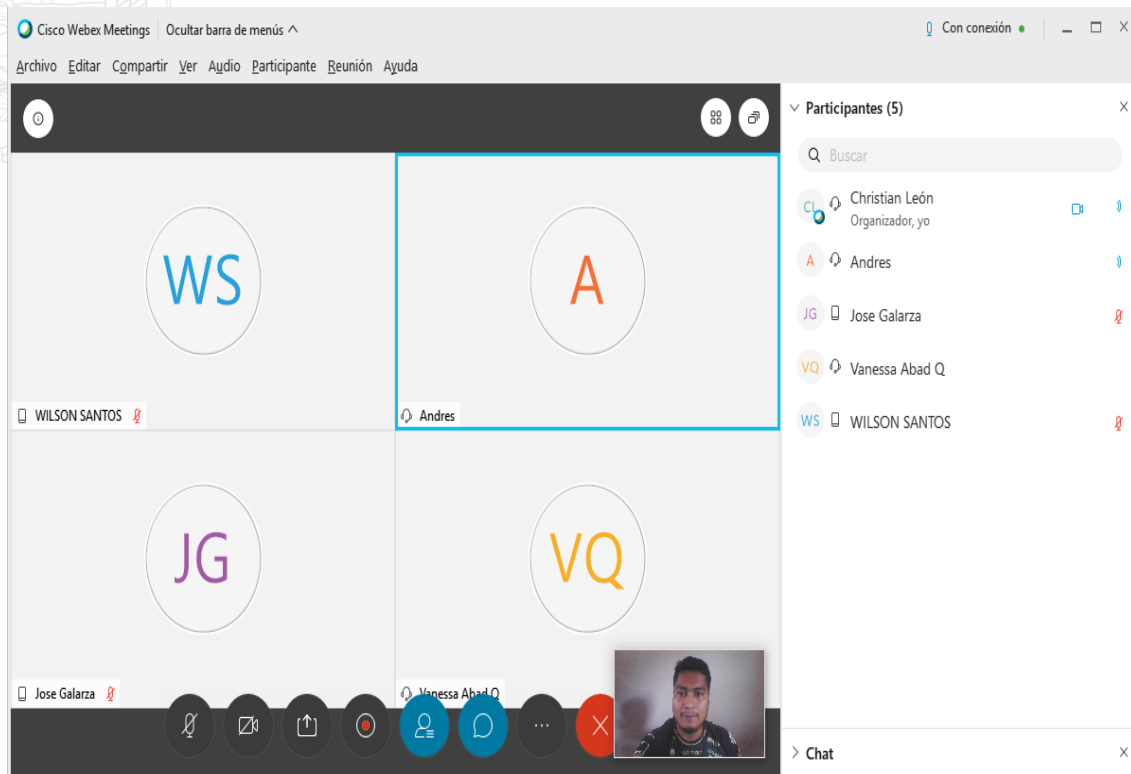 Cisco Webex Meetings Ocultar barra de menús
Con conexión
Archivo Editar Compartir Ver Audio Participante Reunión Ayuda
Participantes (5)
Buscar
CL Christian León
Organizador, yo
A Andres
JG Jose Galarza
VQ Vanessa Abad Q
WS WILSON SANTOS
WS
WILSON SANTOS
A
Andres
JG
Jose Galarza
VQ
Vanessa Abad Q
Chat